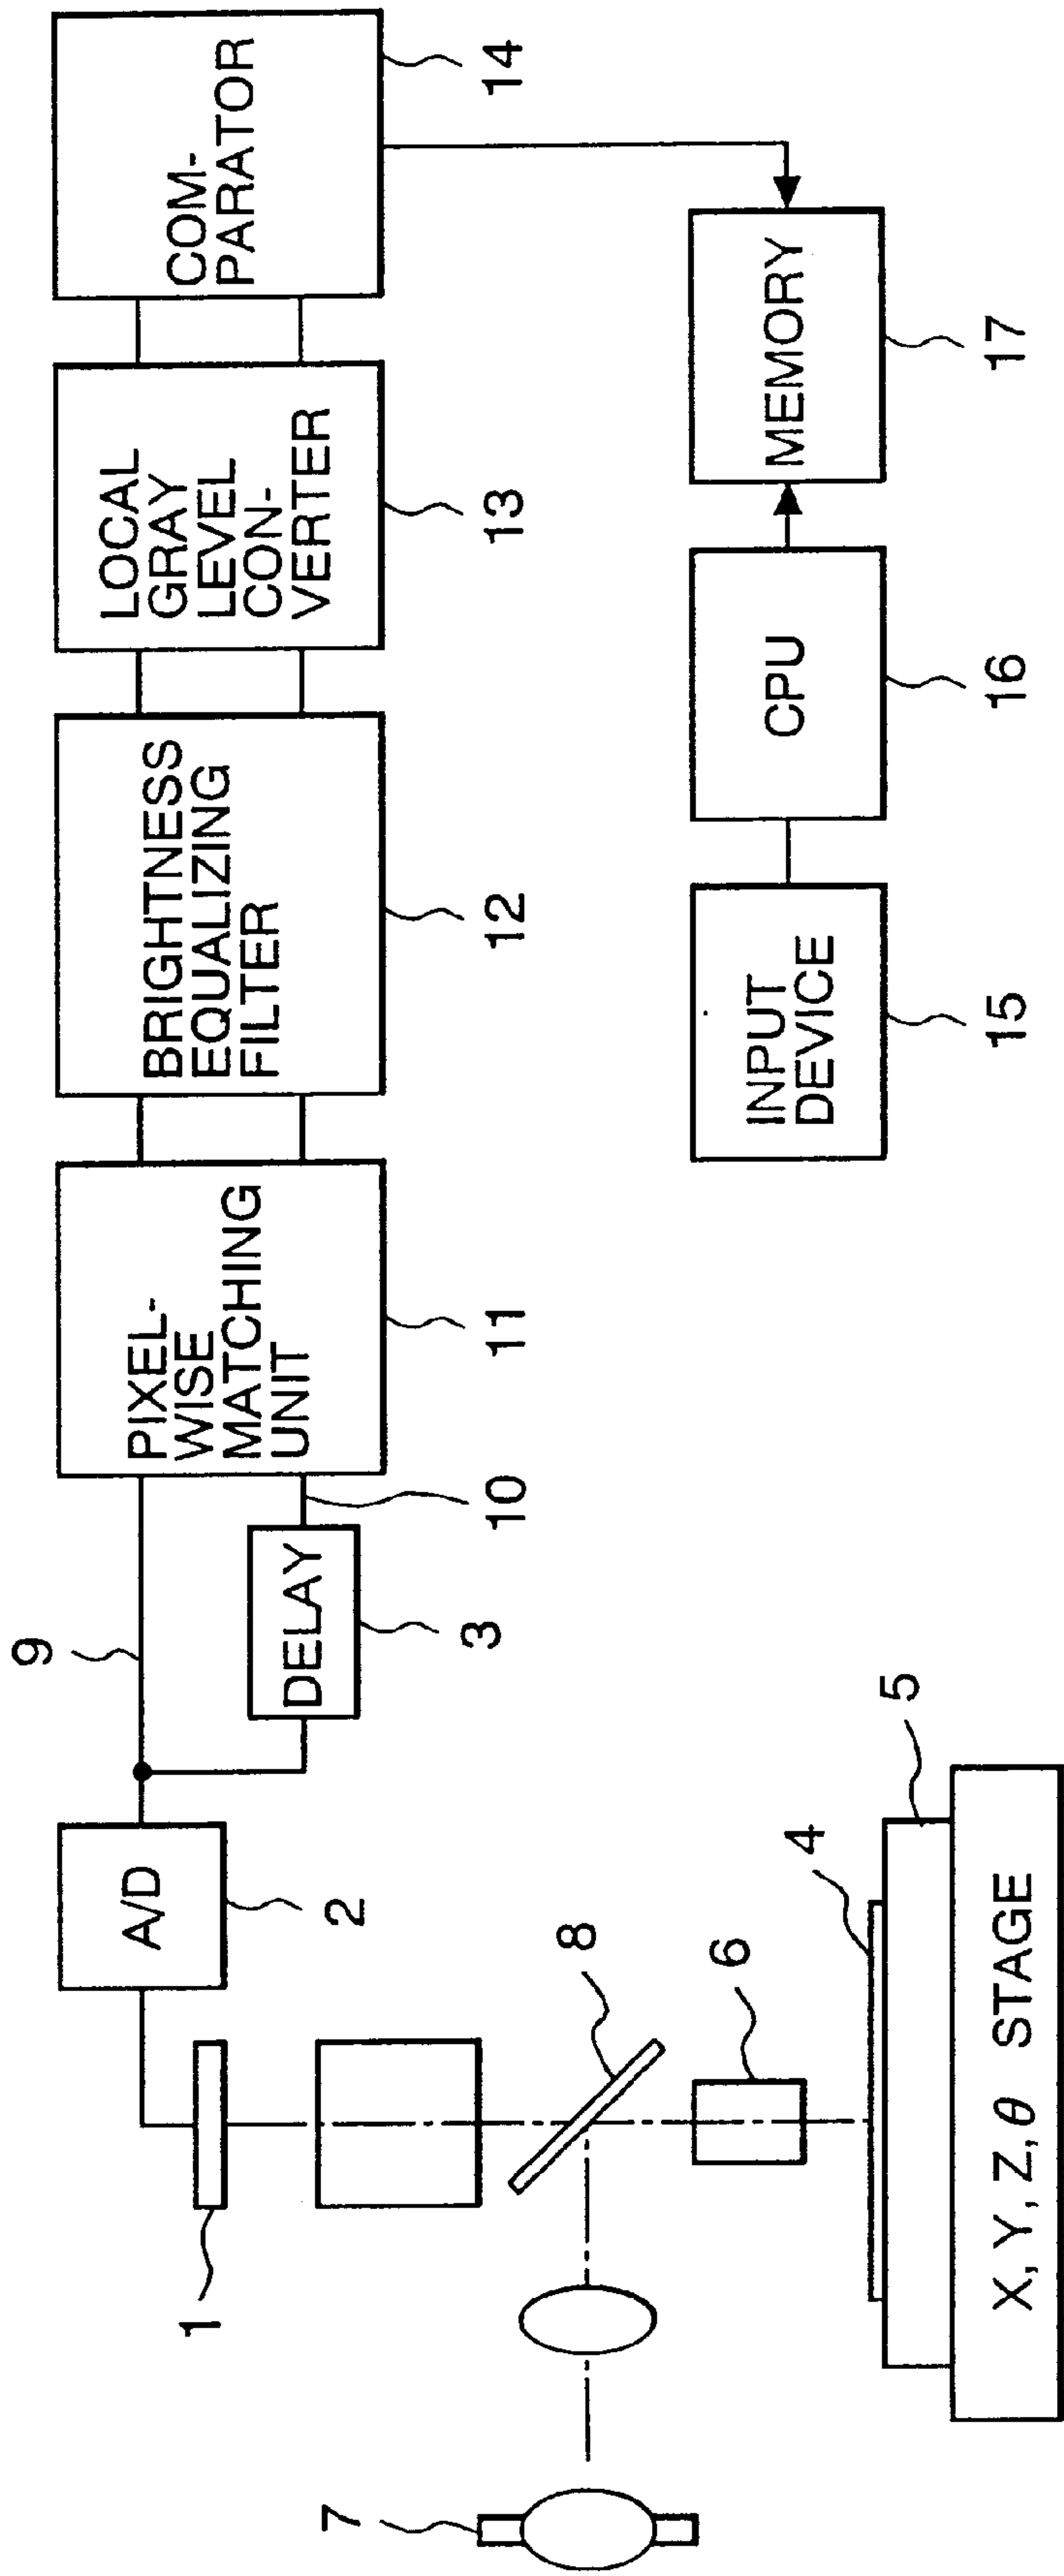 PIXEL-
WISE
MATCHING
UNIT
11
BRIGHTNESS
EQUALIZING
FILTER
12
LOCAL
GRAY
LEVEL
CON-
VERTER
13
COM-
PARATOR
14
A/D
2
9
DELAY
3
10
1
8
7
6
4
5
X, Y, Z, θ STAGE
INPUT
DEVICE
15
CPU
16
MEMORY
17